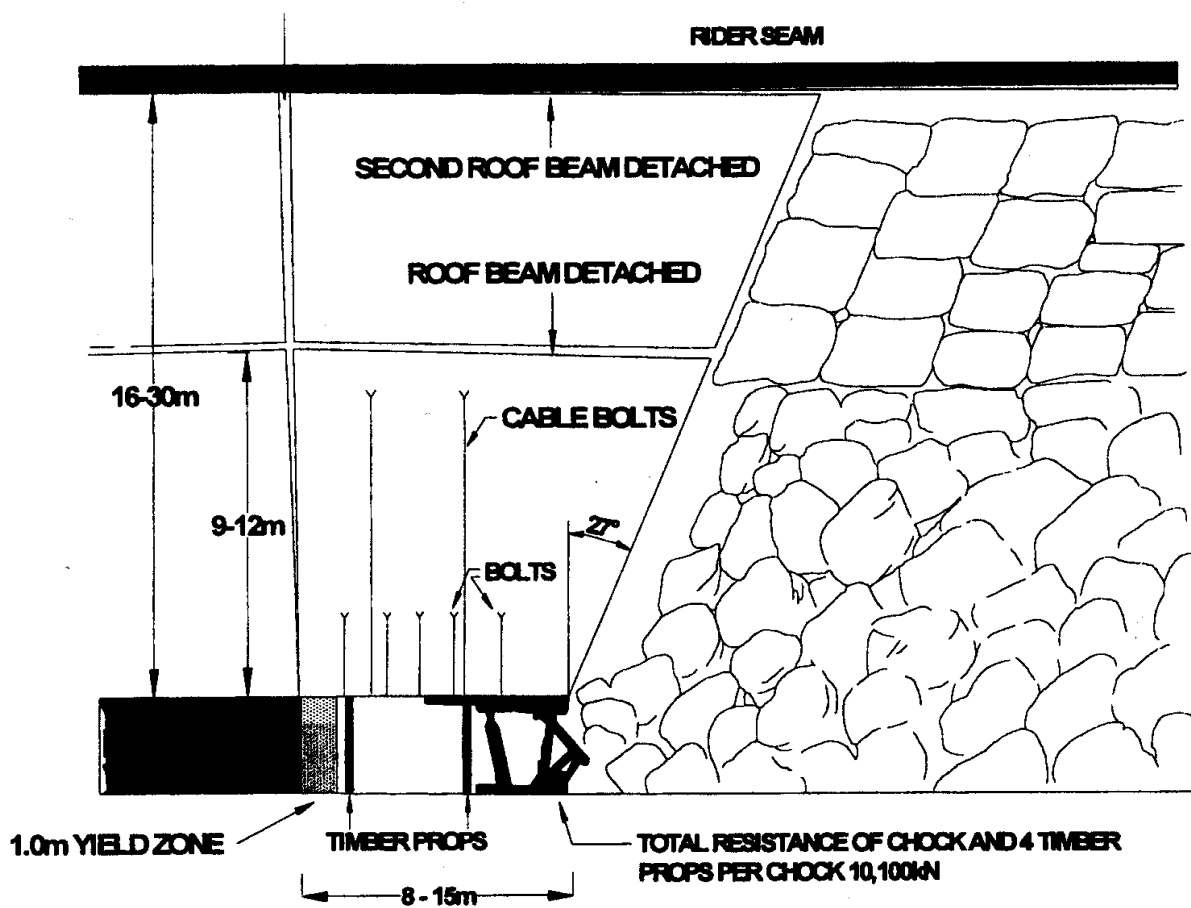 RIDER SEAM
SECOND ROOF BEAM DETACHED
ROOF BEAM DETACHED
16-30m
CABLE BOLTS
9-12m
27°
BOLTS
1.0m YIELD ZONE
TIMBER PROPS
TOTAL RESISTANCE OF CHOCK AND 4 TIMBER
PROPS PER CHOCK 10,100kN
8 - 15m